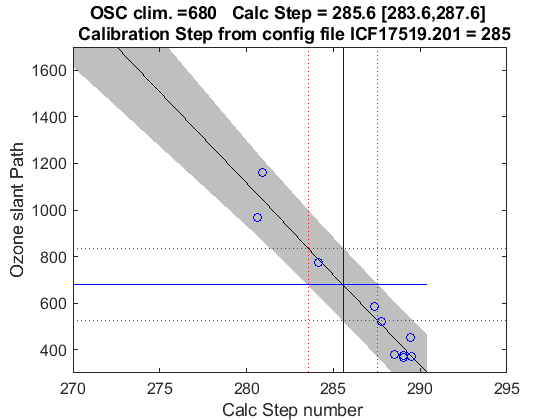 OSC clim. =680 Calc Step = 285.6 [283.6,287.6]
Calibration Step from config file ICF17519.201 = 285
1600
1400
1200
1000
800
600
400
Ozone slant Path
270 275 280 285 290 295
Calc Step number